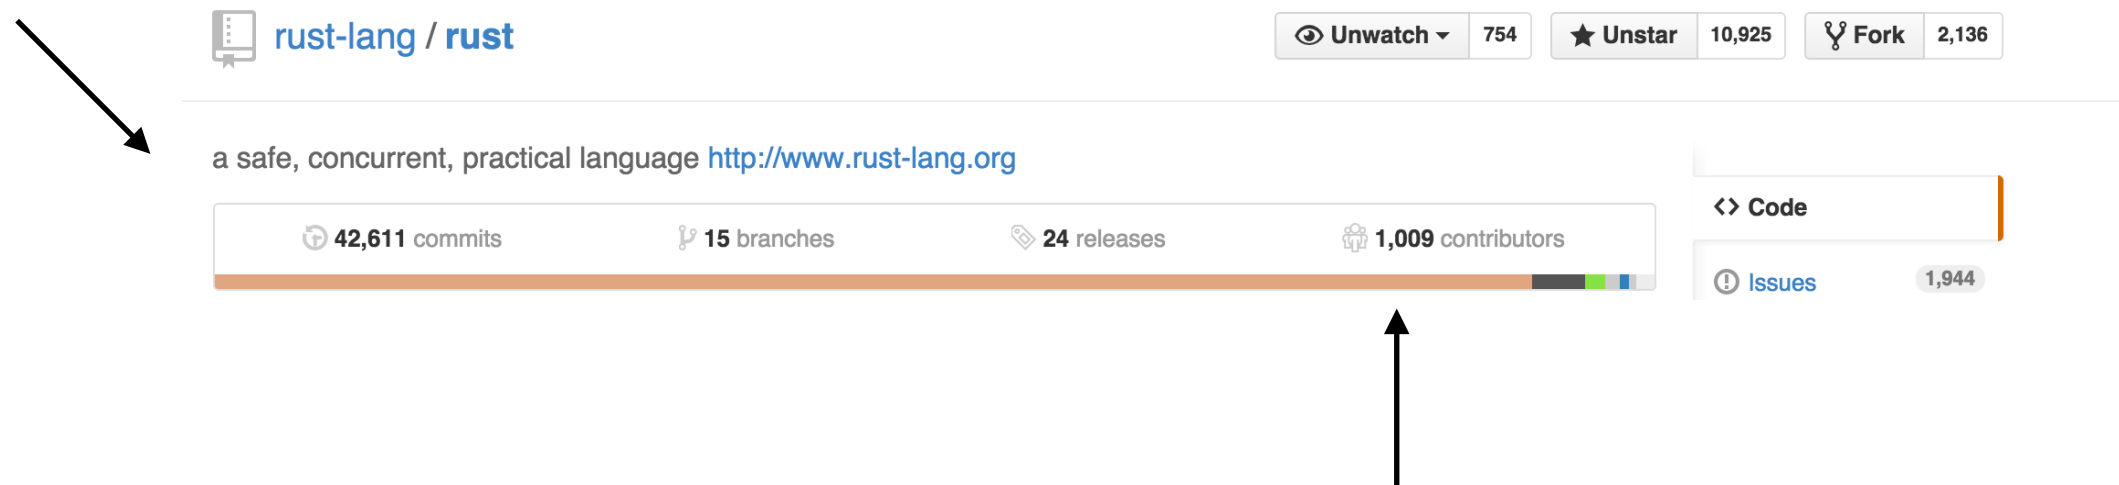 rust-lang / rust
Unwatch 754 Unstar 10,925 Fork 2,136
a safe, concurrent, practical language http://www.rust-lang.org
42,611 commits 15 branches 24 releases 1,009 contributors
Code
Issues 1,944